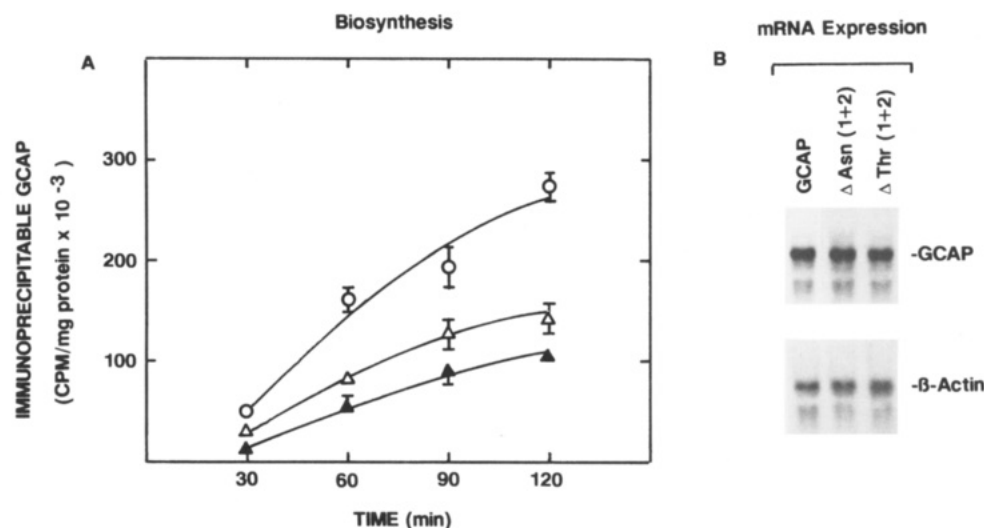 Biosynthesis
A
IMMUNOPRECIPITABLE GCAP
(CPM/mg protein x 10 -3)
300
200
100
30 60 90 120
TIME (min)
mRNA Expression
B
GCAP
Δ Asn (1+2)
Δ Thr (1+2)
-GCAP
-ß-Actin